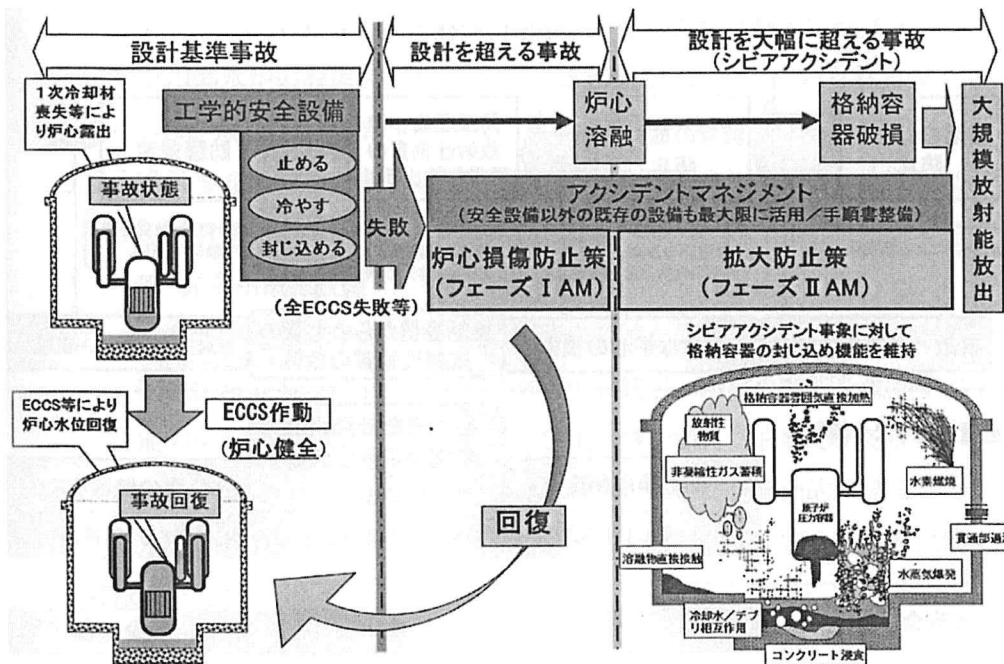 設計基準事故
設計を超える事故
設計を大幅に超える事故
(シビアアクシデント)
1次冷却材
喪失等によ
り炉心露出
工学的安全設備
止める
冷やす
封じ込める
事故状態
失敗
(全ECCS失敗等)
炉心
溶融
格納容
器破損
大規模放射能放出
アクシデントマネジメント
(安全設備以外の既存の設備も最大限に活用／手順書整備)
炉心損傷防止策
(フェーズⅠAM)
拡大防止策
(フェーズⅡAM)
シビアアクシデント事象に対して
格納容器の封じ込め機能を維持
ECCS等により
炉心水位回復
ECCS作動
(炉心健全)
事故回復
回復
格納容器雰囲気直接加熱
放射性
物質
非凝縮性ガス蓄積
水素燃焼
原子炉
圧力容器
貫通部過
溶融物直接接触
水蒸気爆発
冷却水／デブ
リ相互作用
コンクリート浸食